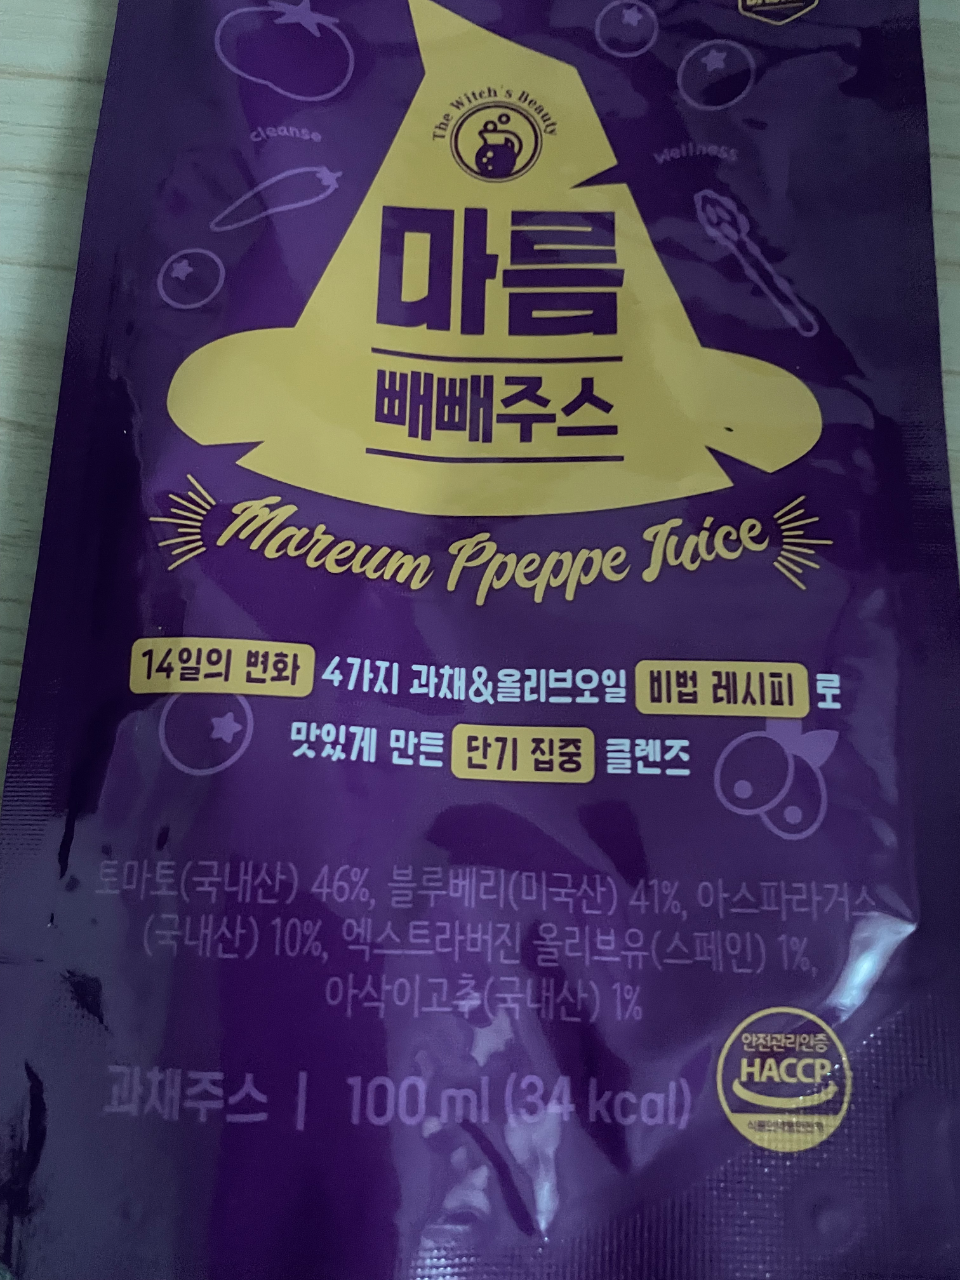 The Witch's Beauty
cleanse
wellness
마름
빼빼주스
Mareum Ppeppe Juice
14일의 변화 4가지 과채&올리브오일 비법 레시피 로
맛있게 만든 단기 집중 클렌즈
토마토(국내산) 46%, 블루베리(미국산) 41%, 아스파라거스
(국내산) 10%, 엑스트라버진 올리브유(스페인) 1%,
아삭이고추(국내산) 1%
안전관리인증
HACCP
과채주스 | 100 ml (34 kcal)